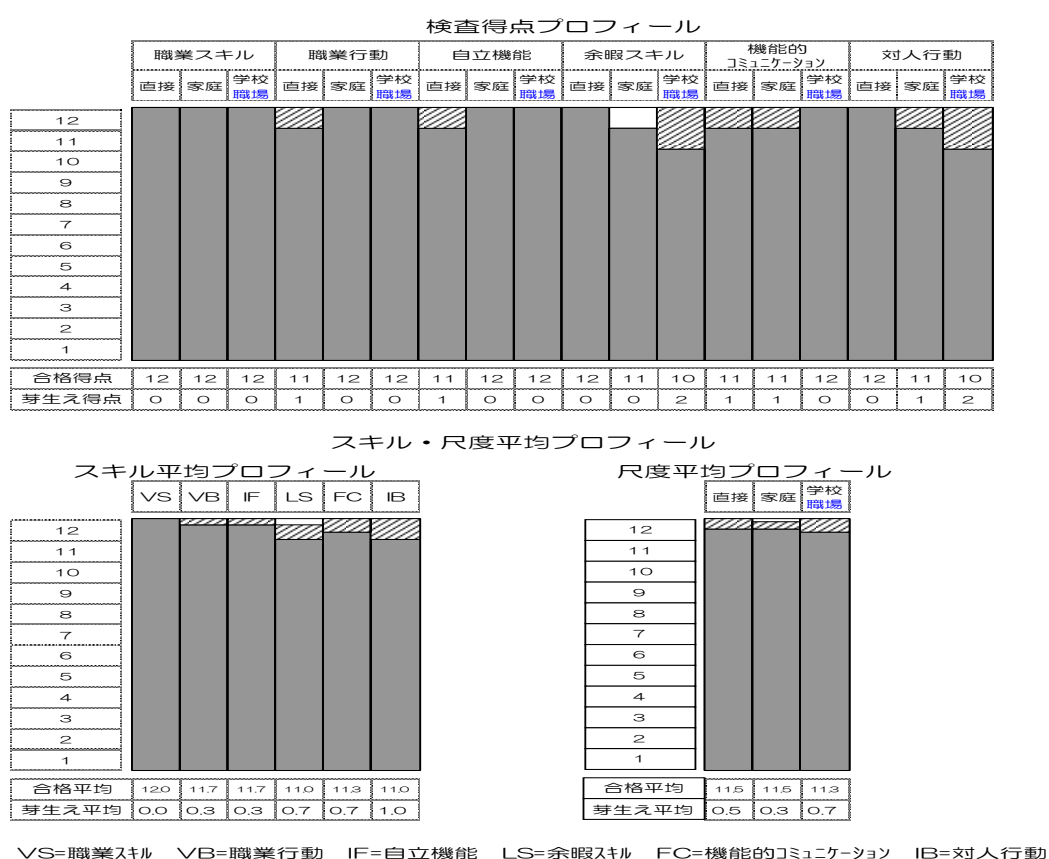 検査得点プロフィール
職業スキル 職業行動 自立機能 余暇スキル 機能的コミュニケーション 対人行動
直接 家庭 学校職場 直接 家庭 学校職場 直接 家庭 学校職場 直接 家庭 学校職場 直接 家庭 学校職場 直接 家庭 学校職場
12
11
10
9
8
7
6
5
4
3
2
1
合格得点 12 12 12 11 12 12 11 12 12 12 11 10 11 11 12 12 11 10
芽生え得点 0 0 0 1 0 0 1 0 0 0 0 2 1 1 0 0 1 2
スキル・尺度平均プロフィール
スキル平均プロフィール
VS VB IF LS FC IB
12
11
10
9
8
7
6
5
4
3
2
1
合格平均 12.0 11.7 11.7 11.0 11.3 11.0
芽生え平均 0.0 0.3 0.3 0.7 0.7 1.0
尺度平均プロフィール
直接 家庭 学校職場
12
11
10
9
8
7
6
5
4
3
2
1
合格平均 11.5 11.5 11.3
芽生え平均 0.5 0.3 0.7
VS=職業スキル VB=職業行動 IF=自立機能 LS=余暇スキル FC=機能的コミュニケーション IB=対人行動